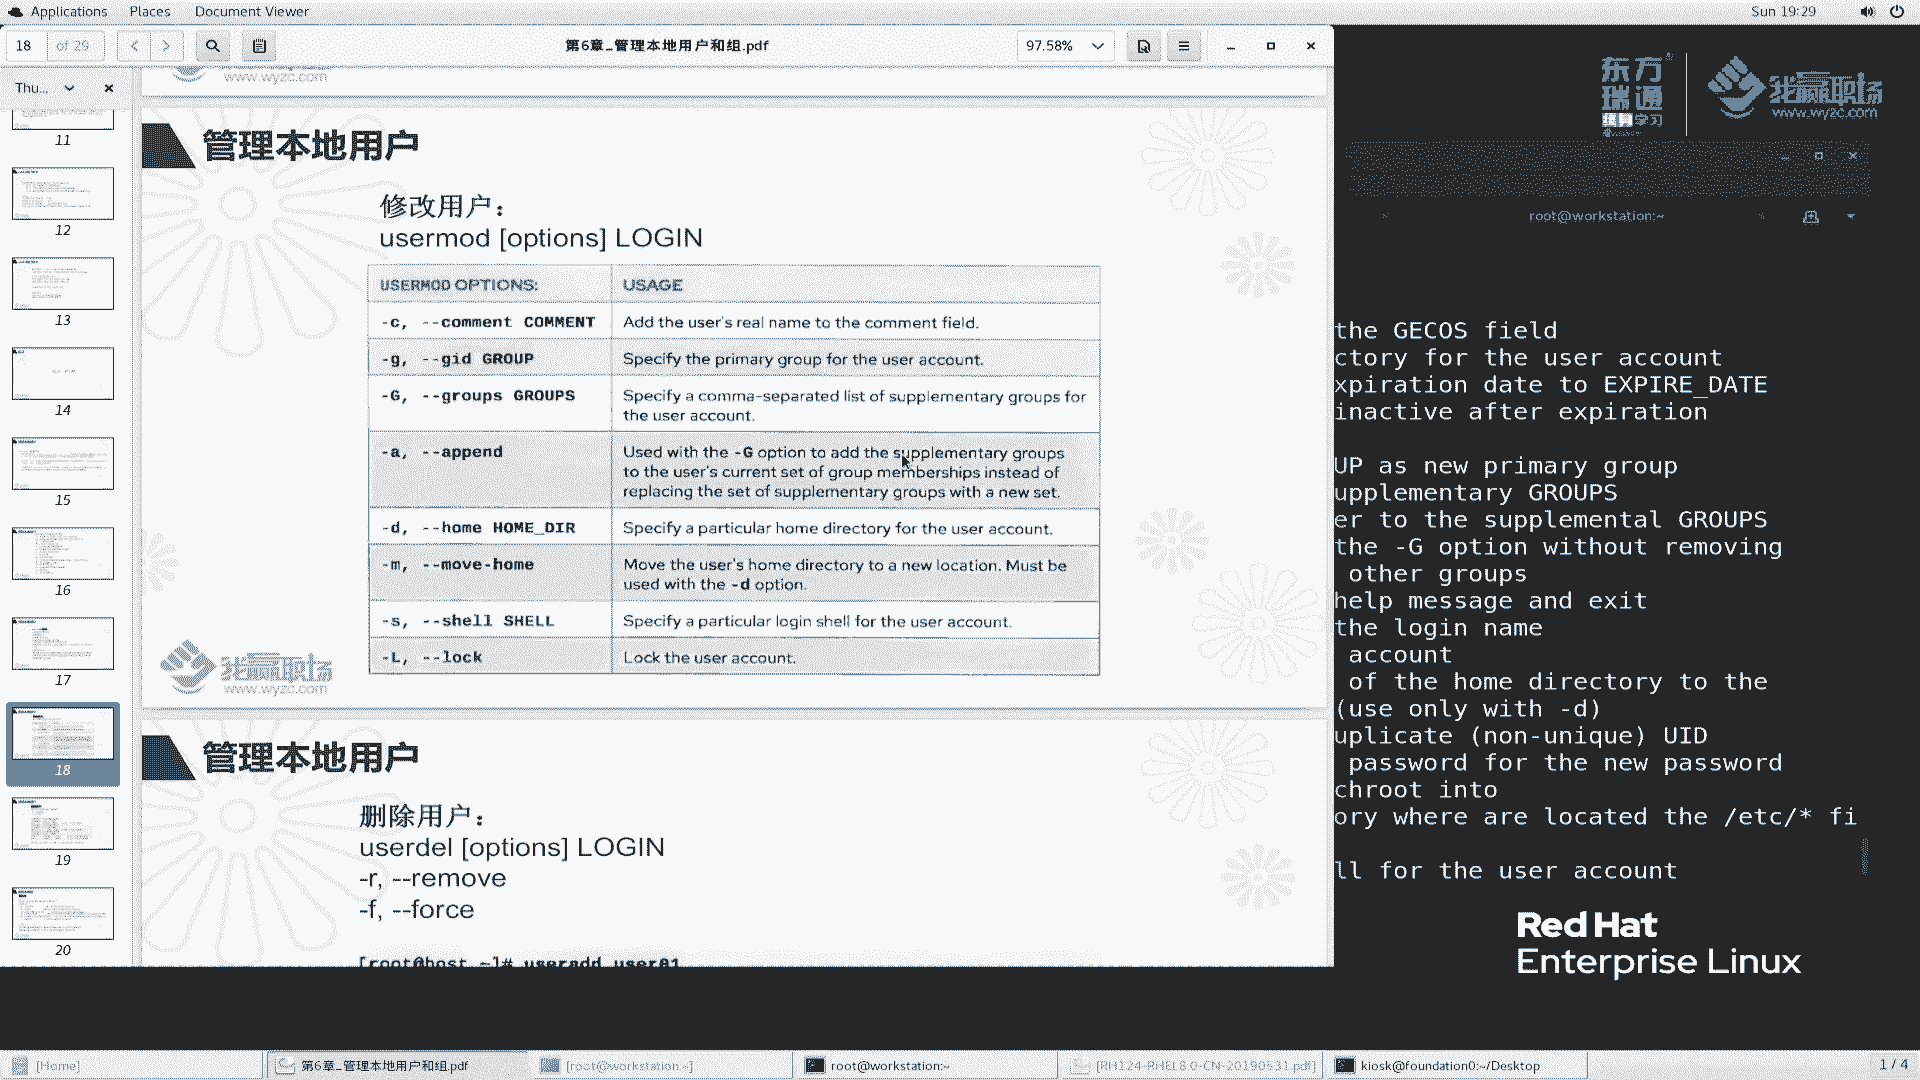 Applications Places Document Viewer Sun 19:29
18 of 29 第6章_管理本地用户和组.pdf 97.58%
Thu...
11
12
13
14
15
16
17
18
19
20
www.wyzc.com
管理本地用户
修改用户：
usermod [options] LOGIN
USERMOD OPTIONS: USAGE
-c, --comment COMMENT Add the user's real name to the comment field.
-g, --gid GROUP Specify the primary group for the user account.
-G, --groups GROUPS Specify a comma-separated list of supplementary groups for
the user account.
-a, --append Used with the -G option to add the supplementary groups
to the user's current set of group memberships instead of
replacing the set of supplementary groups with a new set.
-d, --home HOME_DIR Specify a particular home directory for the user account.
-m, --move-home Move the user's home directory to a new location. Must be
used with the -d option.
-s, --shell SHELL Specify a particular login shell for the user account.
-L, --lock Lock the user account.
我赢职场
www.wyzc.com
管理本地用户
删除用户：
userdel [options] LOGIN
-r, --remove
-f, --force
[root@host ~]# useradd user01
东方
瑞通
终身学习
我赢职场
www.wyzc.com
root@workstation:~
the GECOS field
ctory for the user account
xpiration date to EXPIRE_DATE
inactive after expiration
UP as new primary group
upplementary GROUPS
er to the supplemental GROUPS
the -G option without removing
other groups
help message and exit
the login name
account
of the home directory to the
(use only with -d)
uplicate (non-unique) UID
password for the new password
chroot into
ory where are located the /etc/* fi
ll for the user account
Red Hat
Enterprise Linux
[Home] 第6章_管理本地用户和组.pdf [root@workstation:~] root@workstation:~ [RH124-RHEL8.0-CN-20190531.pdf] kiosk@foundation0:~/Desktop 1 / 4